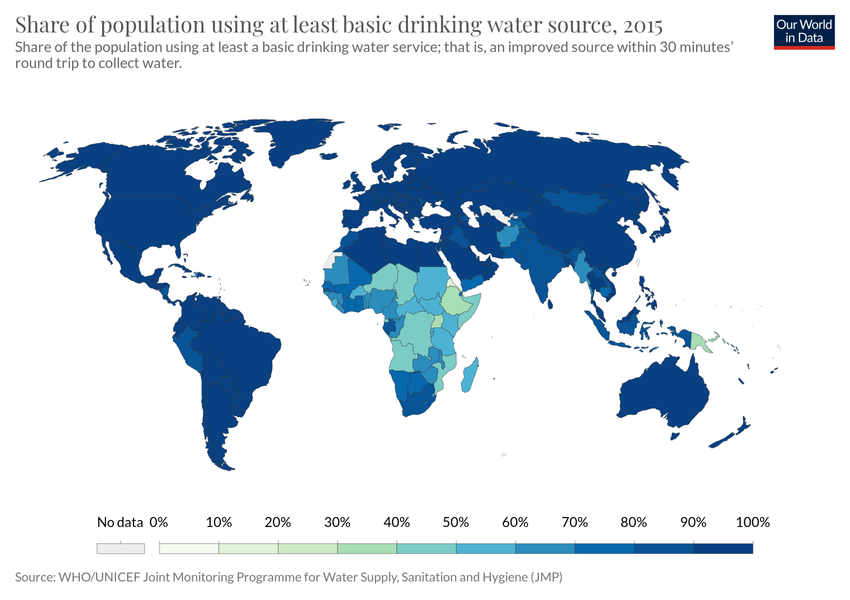 Share of population using at least basic drinking water source, 2015
Our World
in Data
Share of the population using at least a basic drinking water service; that is, an improved source within 30 minutes’
round trip to collect water.
No data 0% 10% 20% 30% 40% 50% 60% 70% 80% 90% 100%
Source: WHO/UNICEF Joint Monitoring Programme for Water Supply, Sanitation and Hygiene (JMP)